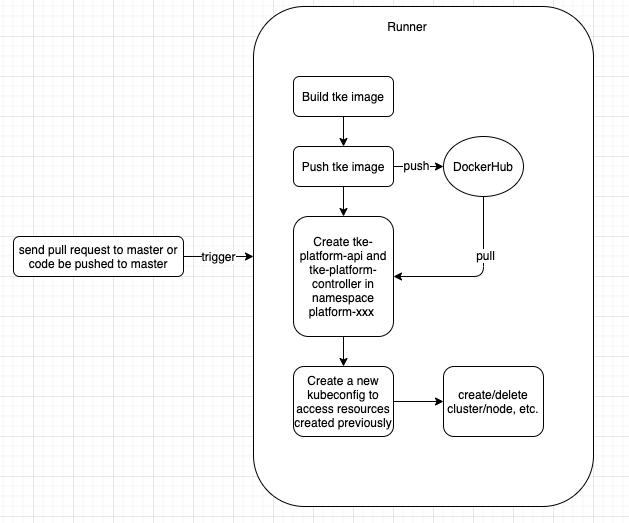 Runner
Build tke image
Push tke image
push
DockerHub
send pull request to master or
code be pushed to master
trigger
Create tke-
platform-api and
tke-platform-
controller in
namespace
platform-xxx
pull
Create a new
kubeconfig to
access resources
created previously
create/delete
cluster/node, etc.